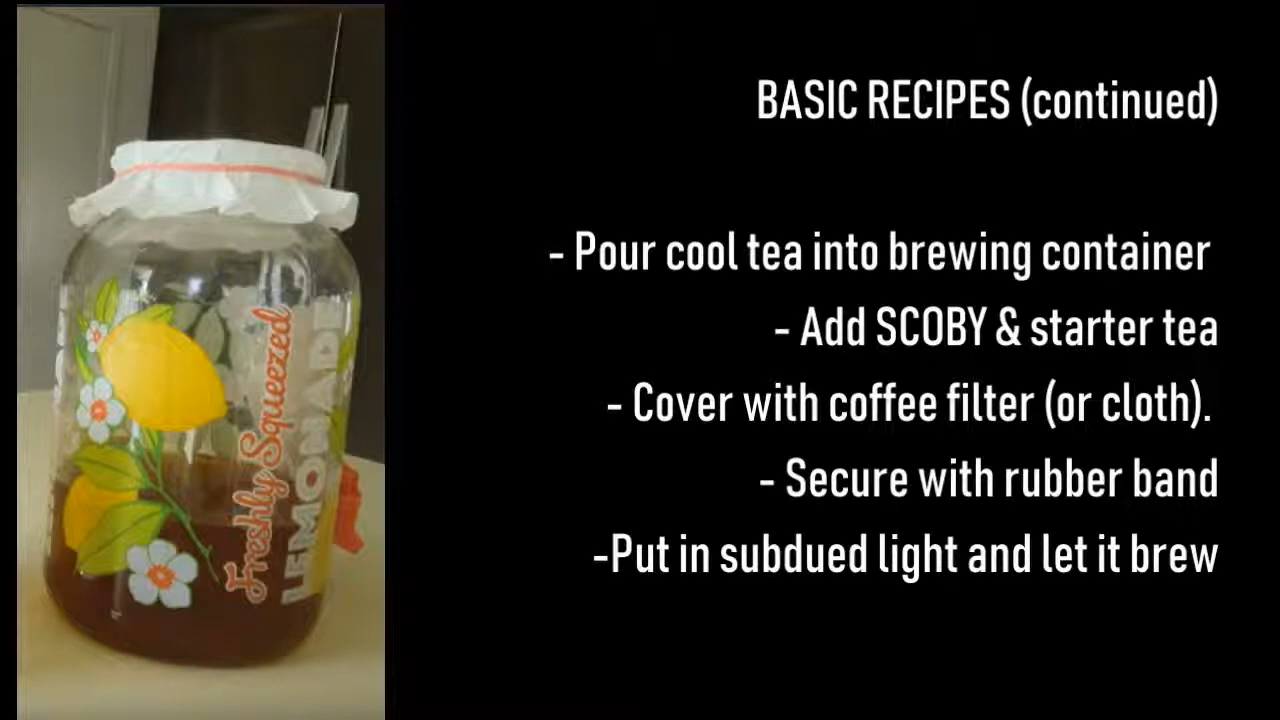 BASIC RECIPES (continued)
- Pour cool tea into brewing container
- Add SCOBY & starter tea
- Cover with coffee filter (or cloth).
- Secure with rubber band
-Put in subdued light and let it brew
Freshly Squeezed
LEMONADE